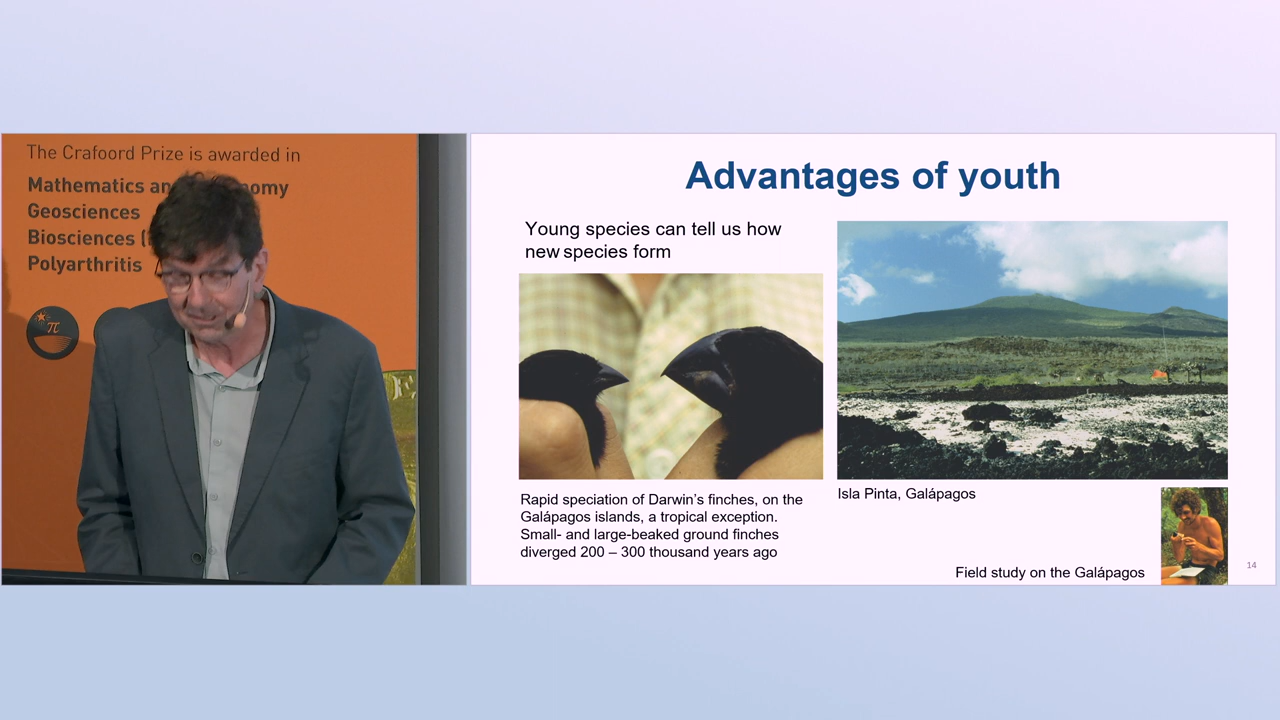 The Crafoord Prize is awarded in
Mathematics an
omy
Geosciences
Biosciences (
Polyarthritis
π
Advantages of youth
Young species can tell us how
new species form
Rapid speciation of Darwin's finches, on the
Galápagos islands, a tropical exception.
Small- and large-beaked ground finches
diverged 200 – 300 thousand years ago
Isla Pinta, Galápagos
Field study on the Galápagos
14